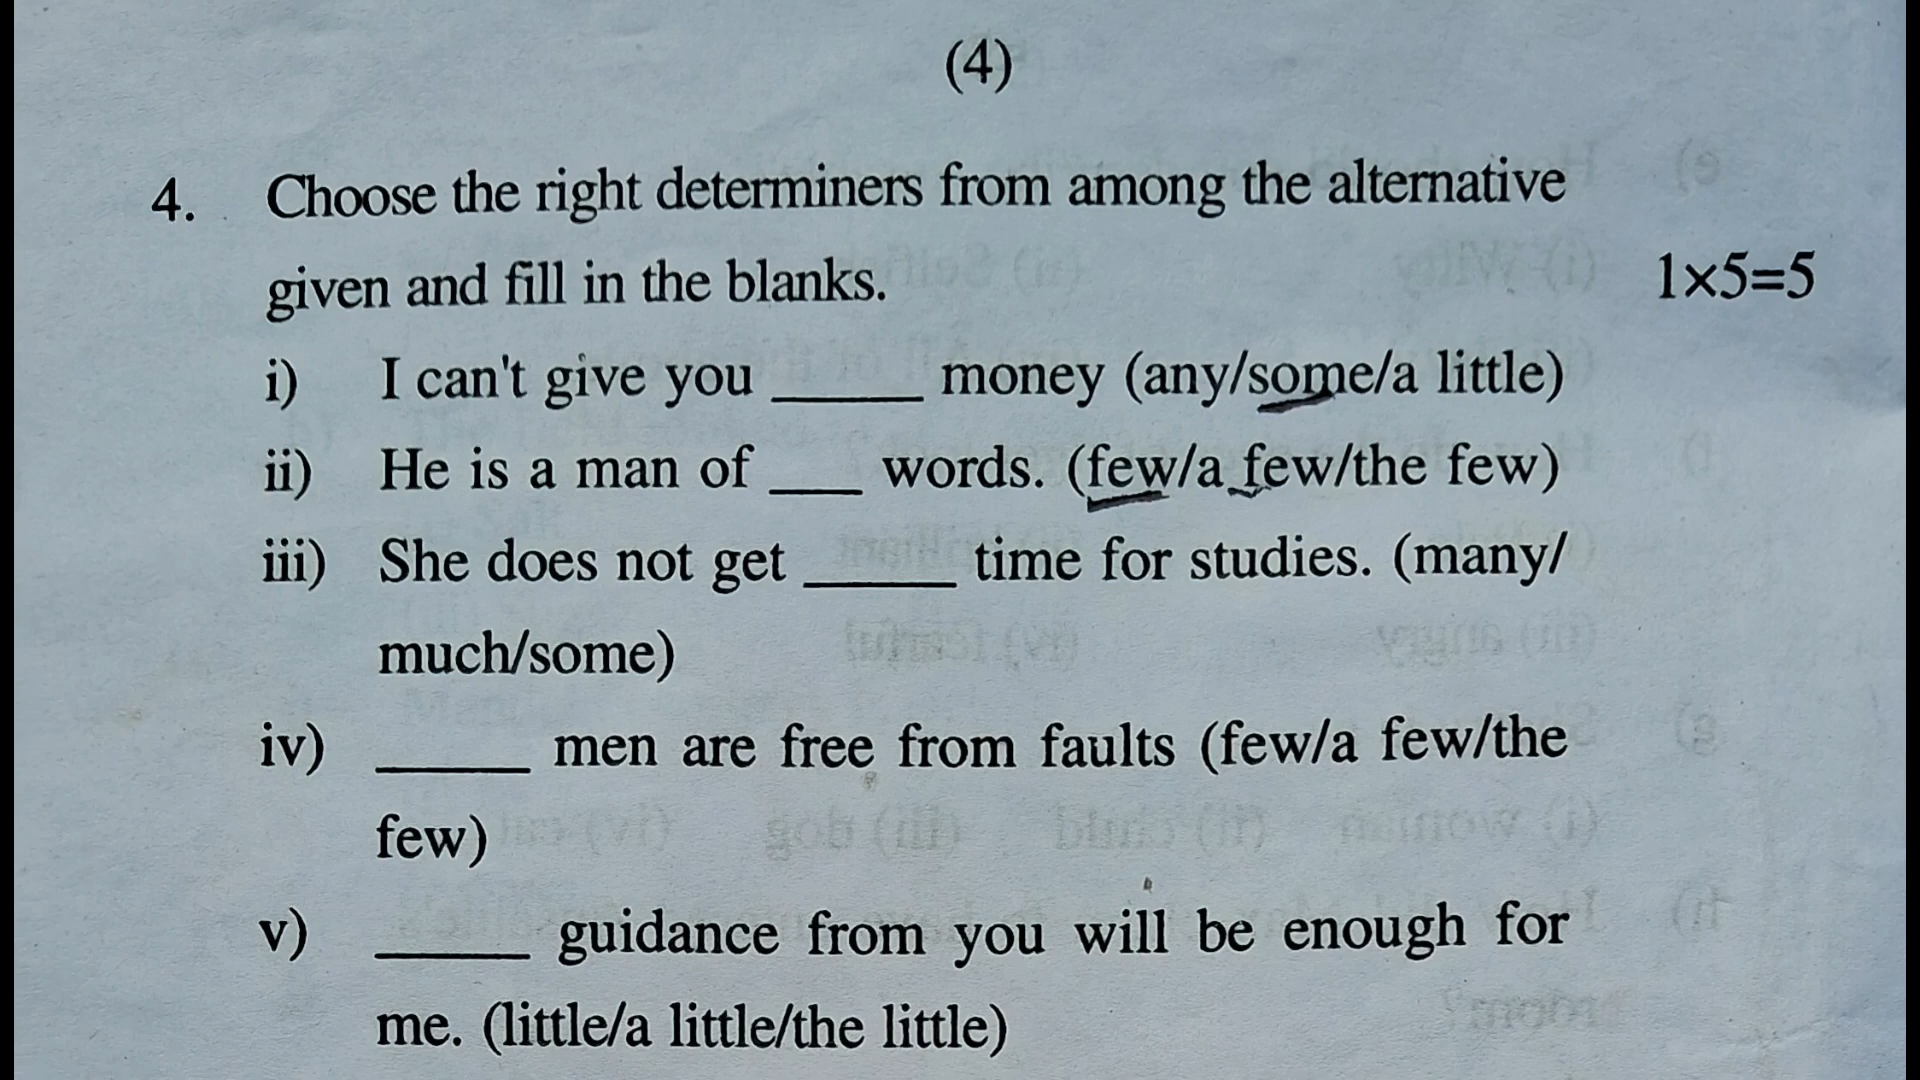 (4)
4. Choose the right determiners from among the alternative
given and fill in the blanks. 1×5=5
i) I can't give you _____ money (any/some/a little)
ii) He is a man of ___ words. (few/a few/the few)
iii) She does not get _____ time for studies. (many/
much/some)
iv) _____ men are free from faults (few/a few/the
few)
v) _____ guidance from you will be enough for
me. (little/a little/the little)